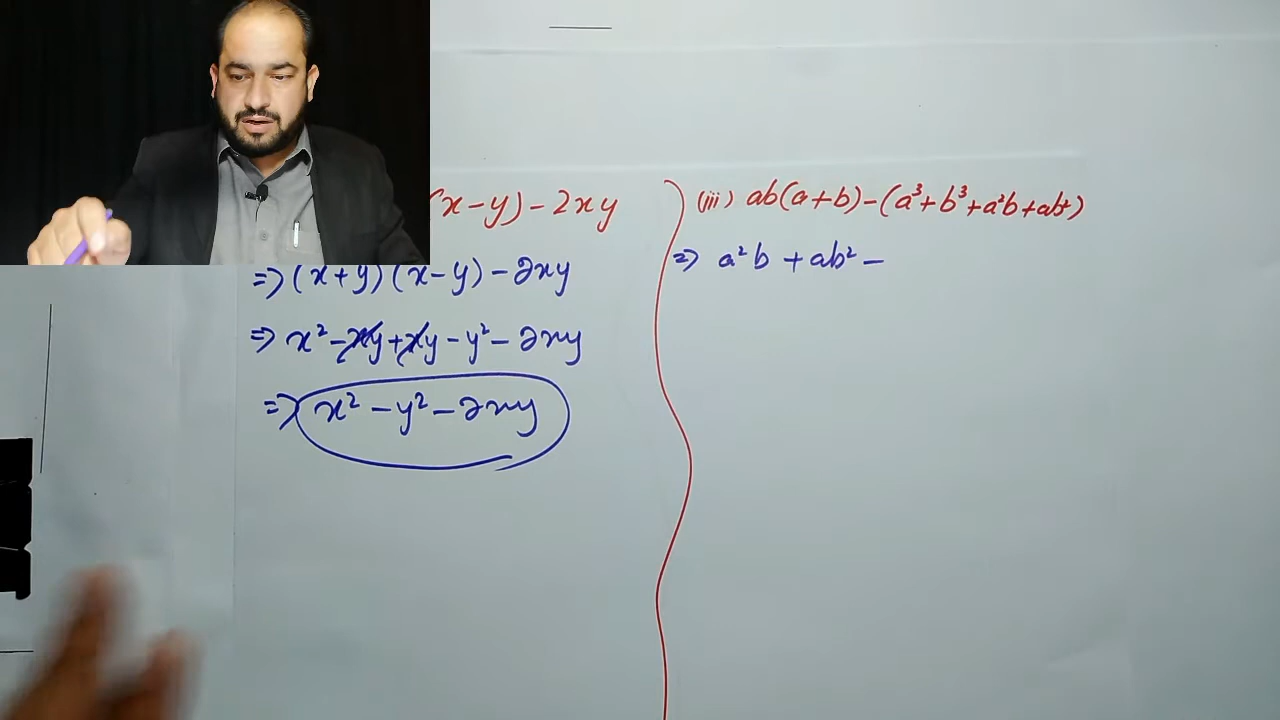 (x-y)-2xy
=> (x+y)(x-y)-2xy
=> x²-xy+xy-y²-2xy
=> x²-y²-2xy
(iii) ab(a+b)-(a³+b³+a²b+ab²)
=> a²b+ab²-